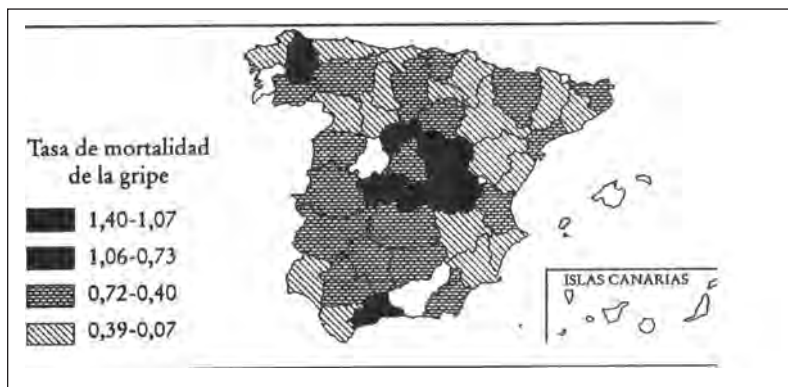 Tasa de mortalidad
de la gripe
1,40-1,07
1,06-0,73
0,72-0,40
0,39-0,07
ISLAS CANARIAS